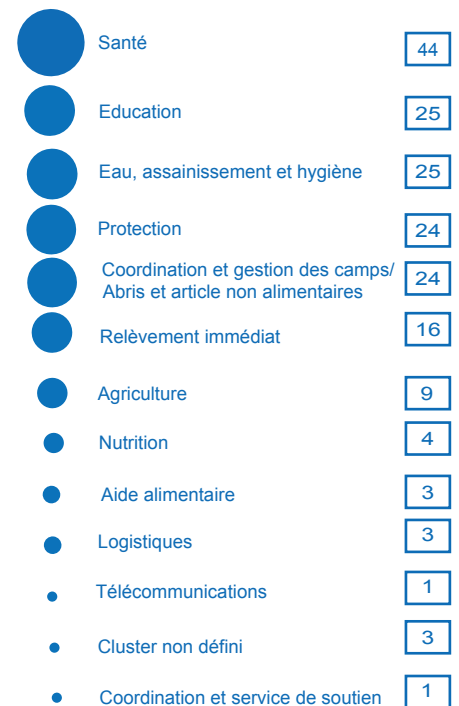 Santé 44
Education 25
Eau, assainissement et hygiène 25
Protection 24
Coordination et gestion des camps/
Abris et article non alimentaires 24
Relèvement immédiat 16
Agriculture 9
Nutrition 4
Aide alimentaire 3
Logistiques 3
Télécommunications 1
Cluster non défini 3
Coordination et service de soutien 1